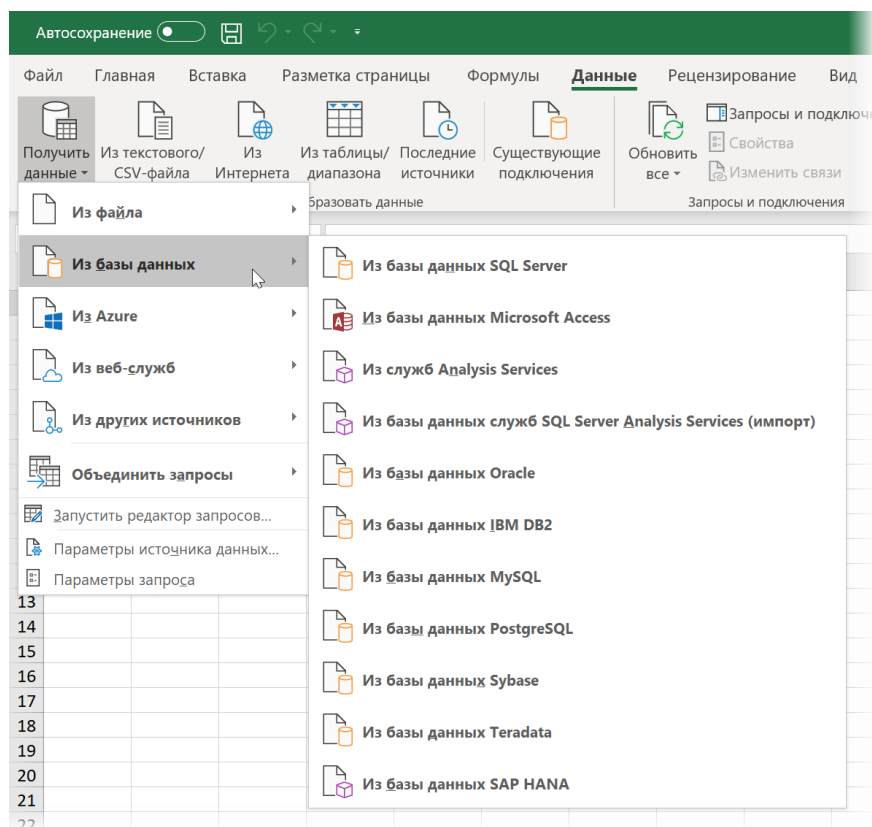 Автосохранение
Файл Главная Вставка Разметка страницы Формулы Данные Рецензирование Вид
Получить данные
Из текстового/CSV-файла
Из Интернета
Из таблицы/диапазона
Последние источники
Существующие подключения
Обновить все
Запросы и подключе
Свойства
Изменить связи
бразовать данные
Запросы и подключения
Из файла
Из базы данных
Из Azure
Из веб-служб
Из других источников
Объединить запросы
Запустить редактор запросов...
Параметры источника данных...
Параметры запроса
Из базы данных SQL Server
Из базы данных Microsoft Access
Из служб Analysis Services
Из базы данных служб SQL Server Analysis Services (импорт)
Из базы данных Oracle
Из базы данных IBM DB2
Из базы данных MySQL
Из базы данных PostgreSQL
Из базы данных Sybase
Из базы данных Teradata
Из базы данных SAP HANA
13
14
15
16
17
18
19
20
21
22